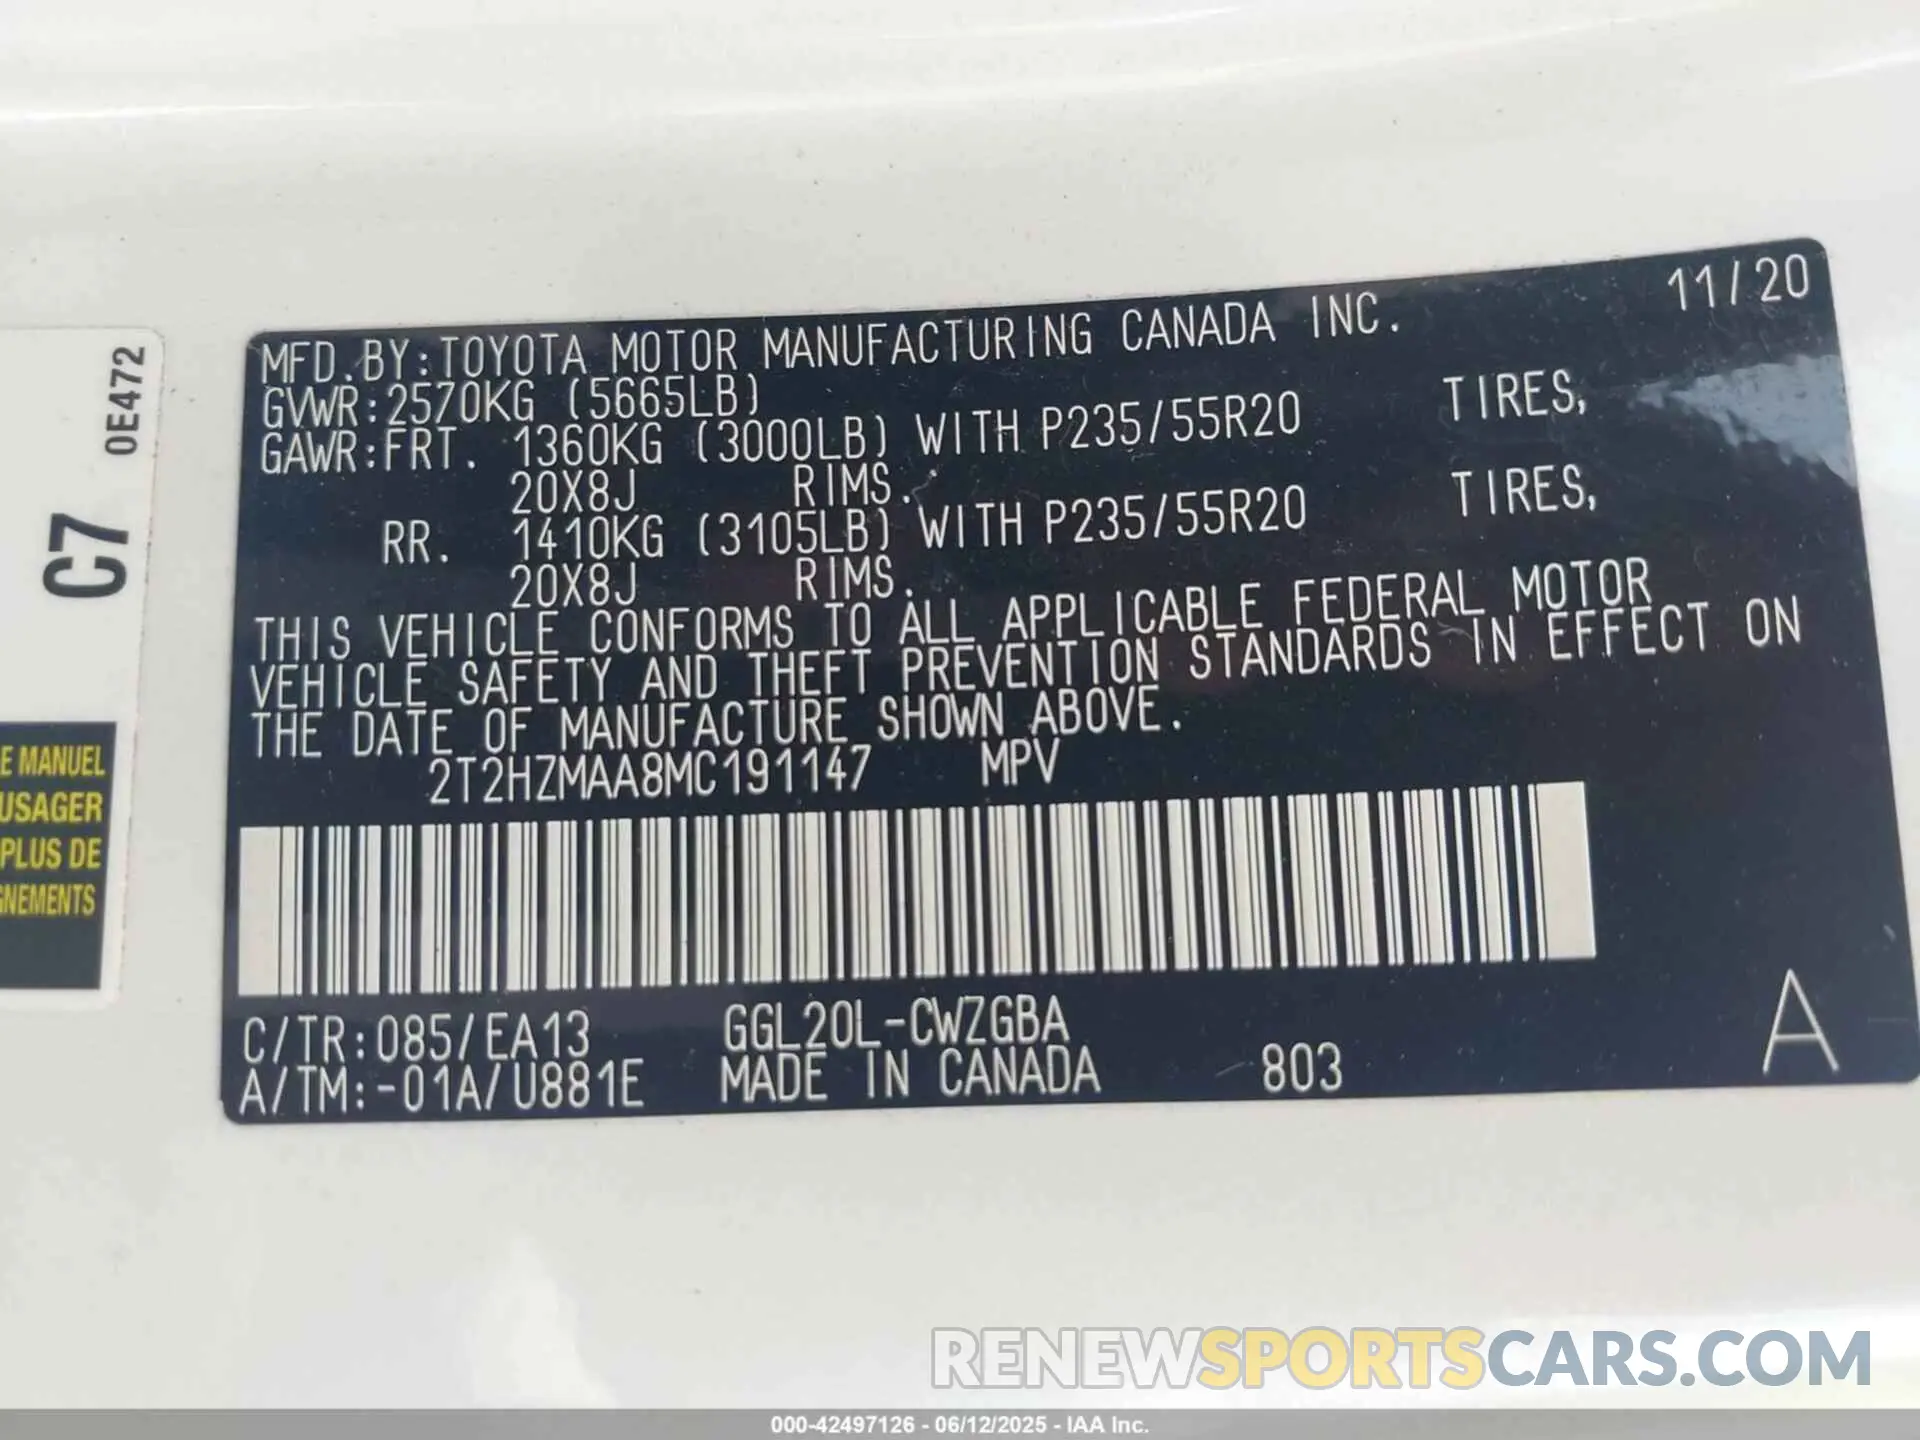 11/20
MFD.BY:TOYOTA MOTOR MANUFACTURING CANADA INC.
GVWR:2570KG (5665LB)
GAWR:FRT. 1360KG (3000LB) WITH P235/55R20 TIRES,
20X8J RIMS.
RR. 1410KG (3105LB) WITH P235/55R20 TIRES,
20X8J RIMS.
THIS VEHICLE CONFORMS TO ALL APPLICABLE FEDERAL MOTOR
VEHICLE SAFETY AND THEFT PREVENTION STANDARDS IN EFFECT ON
THE DATE OF MANUFACTURE SHOWN ABOVE.
2T2HZMAA8MC191147 MPV
C/TR:085/EA13 GGL20L-CWZGBA
A/TM:-01A/U881E MADE IN CANADA 803 A
0E472
C7
E MANUEL
USAGER
PLUS DE
GNEMENTS
RENEWSPORTSCARS.COM
000-42497126 - 06/12/2025 - IAA Inc.